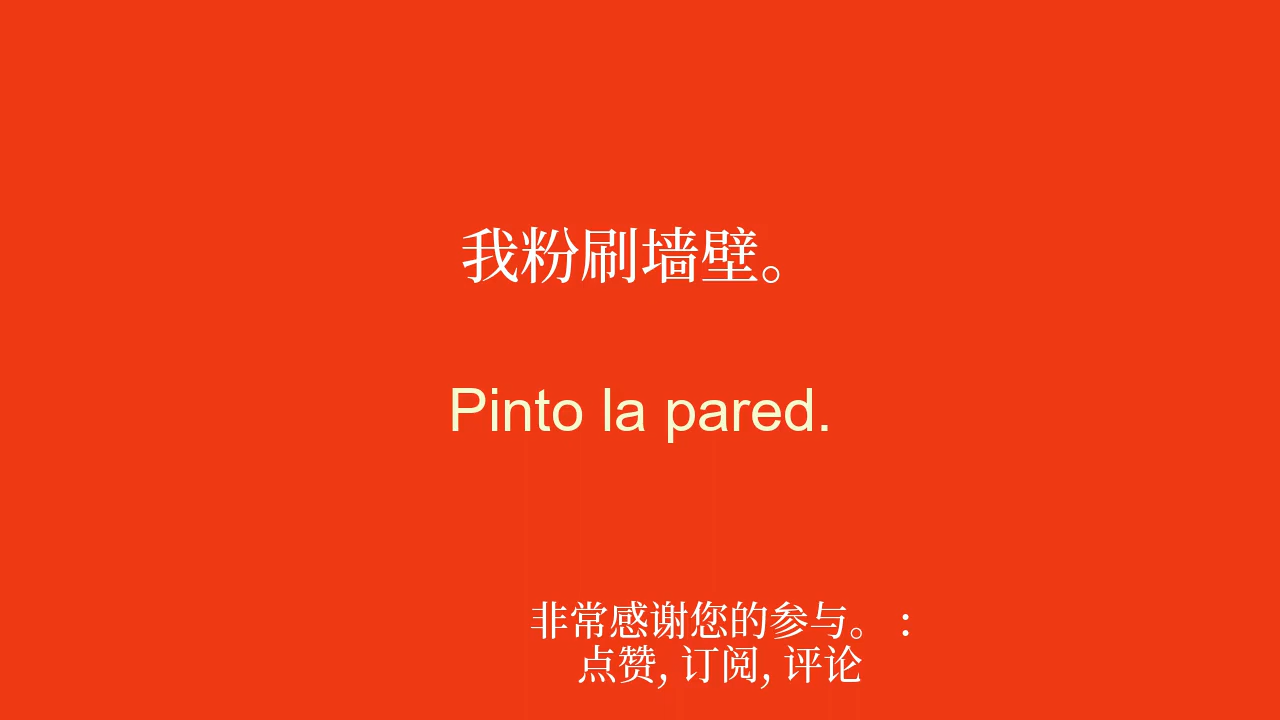 我粉刷墙壁。
Pinto la pared.
非常感谢您的参与。 :
点赞, 订阅, 评论